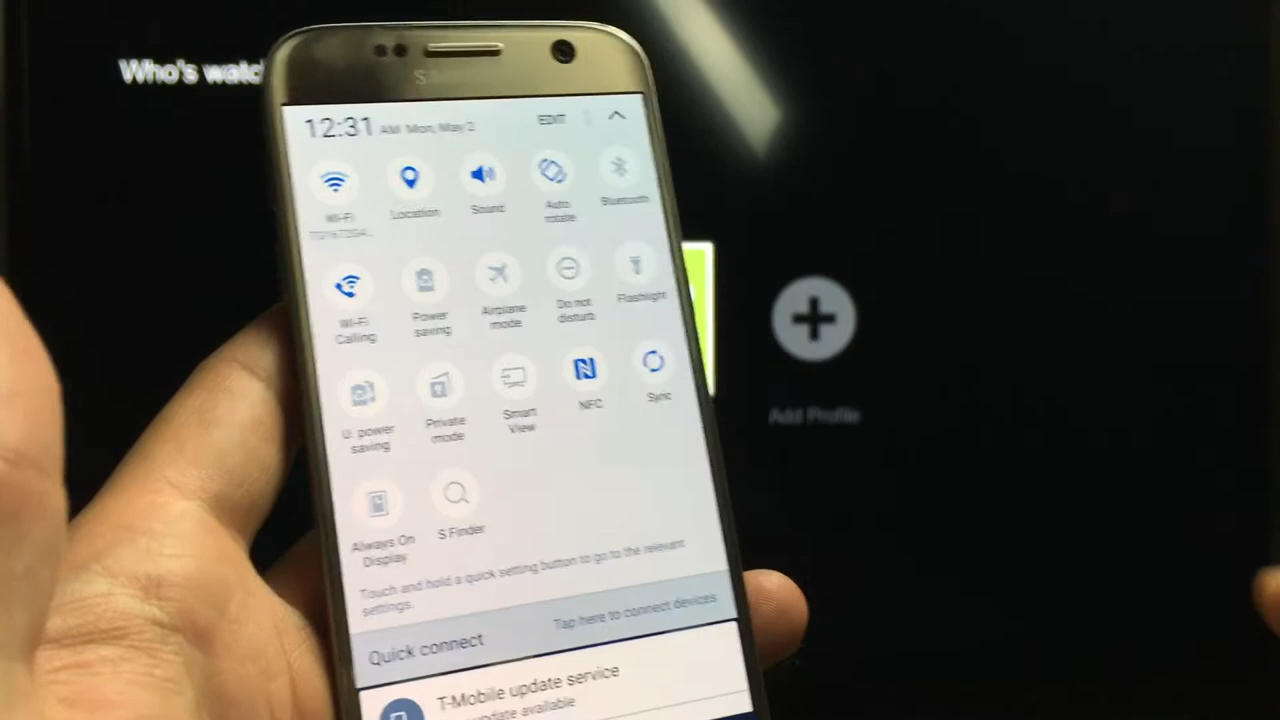 Who's watch
12:31 AM Mon, May 2 EDIT
Wi-Fi
Location
Sound
Auto
rotate
Bluetooth
Wi-Fi
Calling
Power
saving
Airplane
mode
Do not
disturb
Flashlight
U. power
saving
Private
mode
Smart
View
NFC
Sync
Always On
Display
S Finder
Touch and hold a quick setting button to go to the relevant
settings.
Quick connect Tap here to connect devices
T-Mobile update service
update available
Add Profile